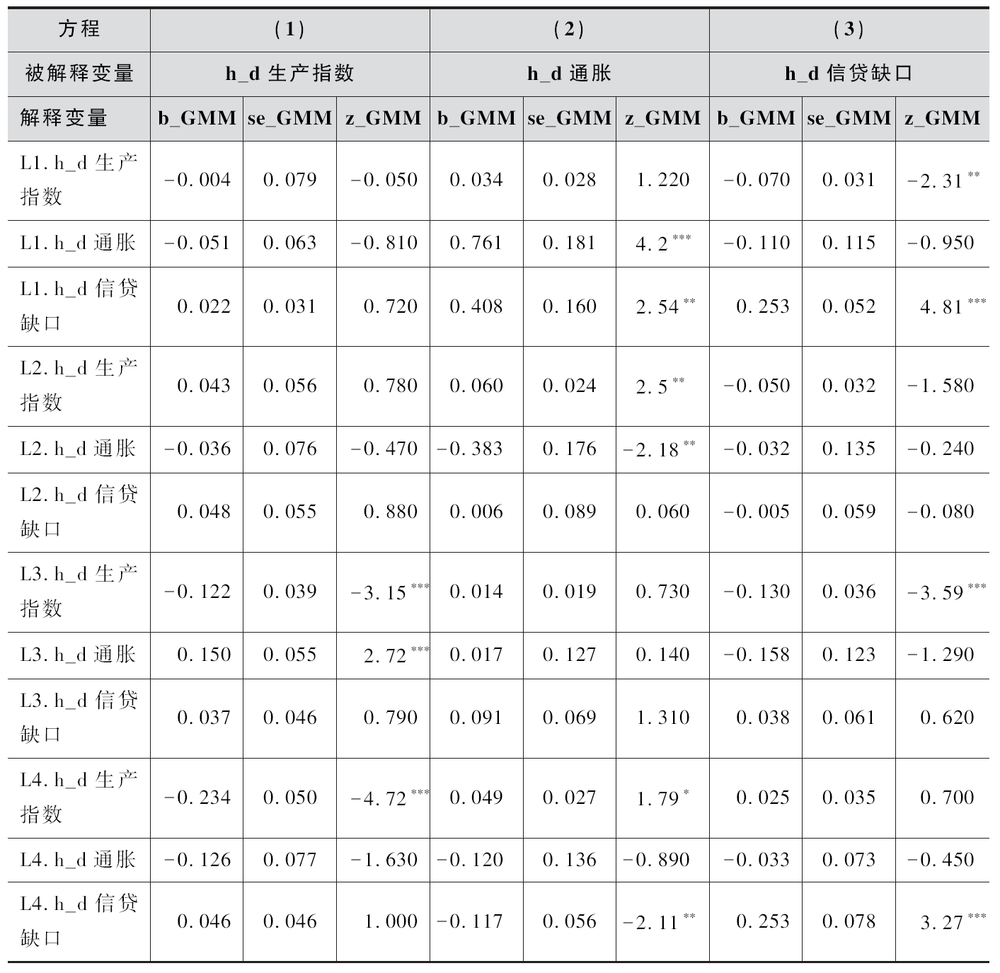 方程 (1) (2) (3)
被解释变量 h_d 生产指数 h_d 通胀 h_d 信贷缺口
解释变量 b_GMM se_GMM z_GMM b_GMM se_GMM z_GMM b_GMM se_GMM z_GMM
L1. h_d 生产
指数 -0.004 0.079 -0.050 0.034 0.028 1.220 -0.070 0.031 -2.31**
L1. h_d 通胀 -0.051 0.063 -0.810 0.761 0.181 4.2*** -0.110 0.115 -0.950
L1. h_d 信贷
缺口 0.022 0.031 0.720 0.408 0.160 2.54** 0.253 0.052 4.81***
L2. h_d 生产
指数 0.043 0.056 0.780 0.060 0.024 2.5** -0.050 0.032 -1.580
L2. h_d 通胀 -0.036 0.076 -0.470 -0.383 0.176 -2.18** -0.032 0.135 -0.240
L2. h_d 信贷
缺口 0.048 0.055 0.880 0.006 0.089 0.060 -0.005 0.059 -0.080
L3. h_d 生产
指数 -0.122 0.039 -3.15*** 0.014 0.019 0.730 -0.130 0.036 -3.59***
L3. h_d 通胀 0.150 0.055 2.72*** 0.017 0.127 0.140 -0.158 0.123 -1.290
L3. h_d 信贷
缺口 0.037 0.046 0.790 0.091 0.069 1.310 0.038 0.061 0.620
L4. h_d 生产
指数 -0.234 0.050 -4.72*** 0.049 0.027 1.79* 0.025 0.035 0.700
L4. h_d 通胀 -0.126 0.077 -1.630 -0.120 0.136 -0.890 -0.033 0.073 -0.450
L4. h_d 信贷
缺口 0.046 0.046 1.000 -0.117 0.056 -2.11** 0.253 0.078 3.27***